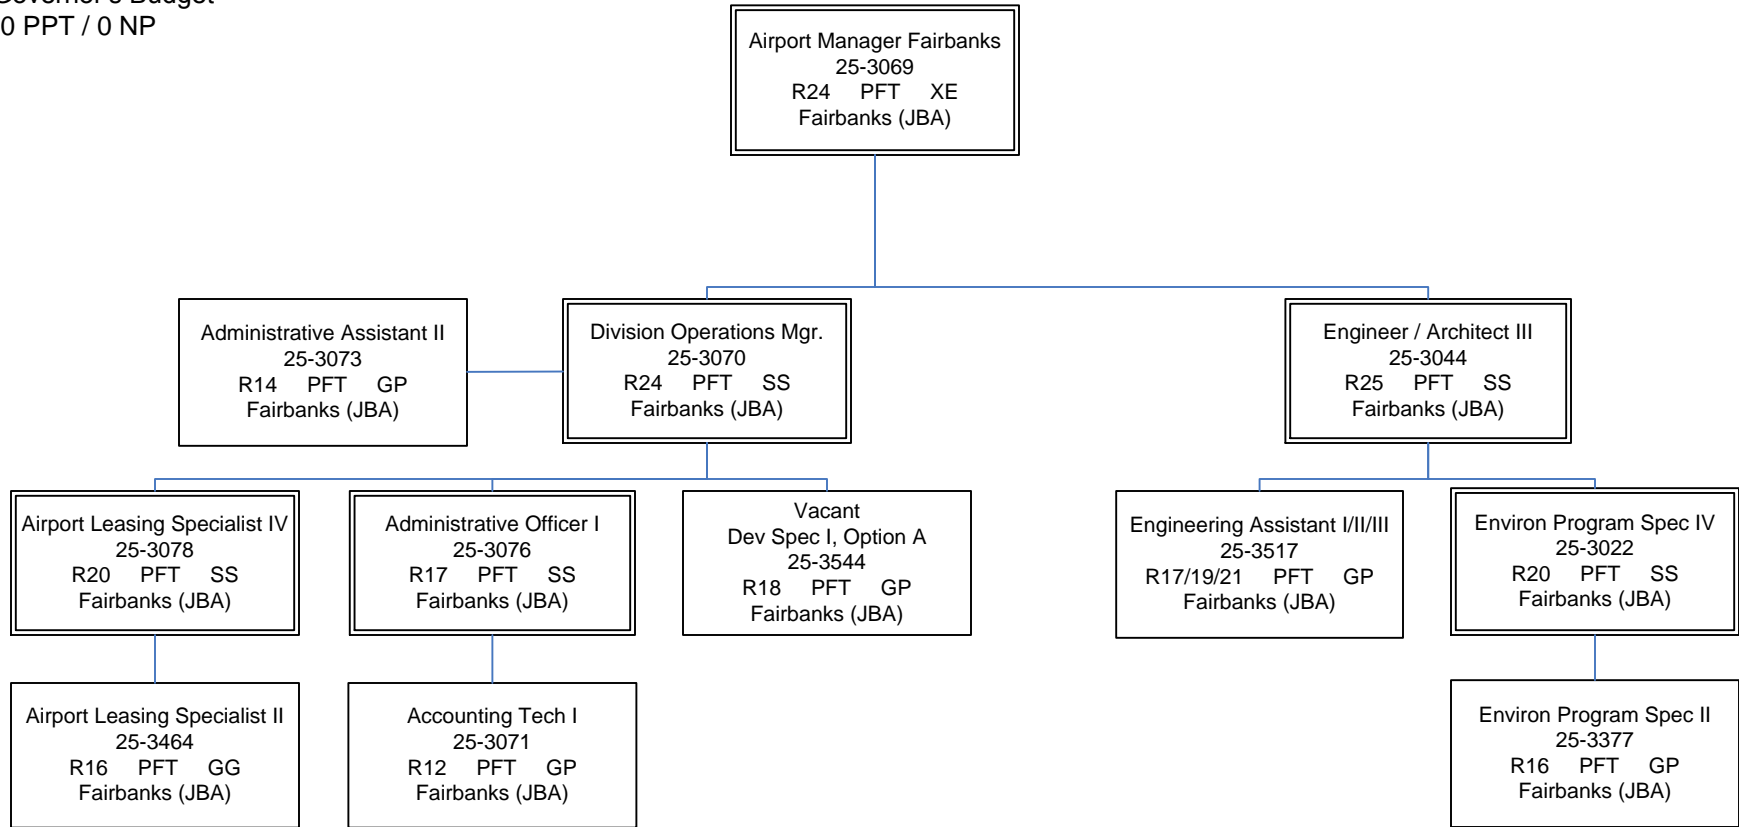 Governor's Budget
0 PPT / 0 NP
Airport Manager Fairbanks
25-3069
R24 PFT XE
Fairbanks (JBA)
Administrative Assistant II
25-3073
R14 PFT GP
Fairbanks (JBA)
Division Operations Mgr.
25-3070
R24 PFT SS
Fairbanks (JBA)
Engineer / Architect III
25-3044
R25 PFT SS
Fairbanks (JBA)
Airport Leasing Specialist IV
25-3078
R20 PFT SS
Fairbanks (JBA)
Administrative Officer I
25-3076
R17 PFT SS
Fairbanks (JBA)
Vacant
Dev Spec I, Option A
25-3544
R18 PFT GP
Fairbanks (JBA)
Engineering Assistant I/II/III
25-3517
R17/19/21 PFT GP
Fairbanks (JBA)
Environ Program Spec IV
25-3022
R20 PFT SS
Fairbanks (JBA)
Airport Leasing Specialist II
25-3464
R16 PFT GG
Fairbanks (JBA)
Accounting Tech I
25-3071
R12 PFT GP
Fairbanks (JBA)
Environ Program Spec II
25-3377
R16 PFT GP
Fairbanks (JBA)